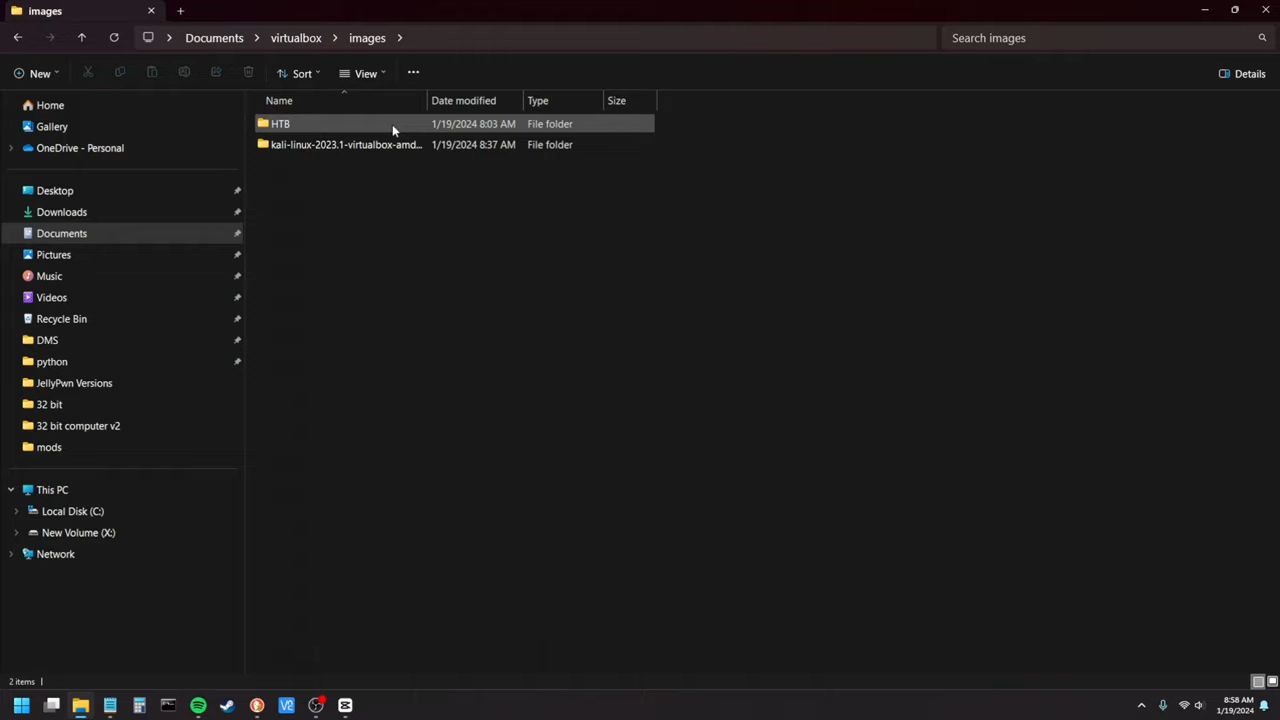 images
Documents > virtualbox > images >
Search images
New
Sort
View
Details
Name
Date modified
Type
Size
HTB
1/19/2024 8:03 AM
File folder
kali-linux-2023.1-virtualbox-amd...
1/19/2024 8:37 AM
File folder
Home
Gallery
OneDrive - Personal
Desktop
Downloads
Documents
Pictures
Music
Videos
Recycle Bin
DMS
python
JellyPwn Versions
32 bit
32 bit computer v2
mods
This PC
Local Disk (C:)
New Volume (X:)
Network
2 items
8:58 AM
1/19/2024